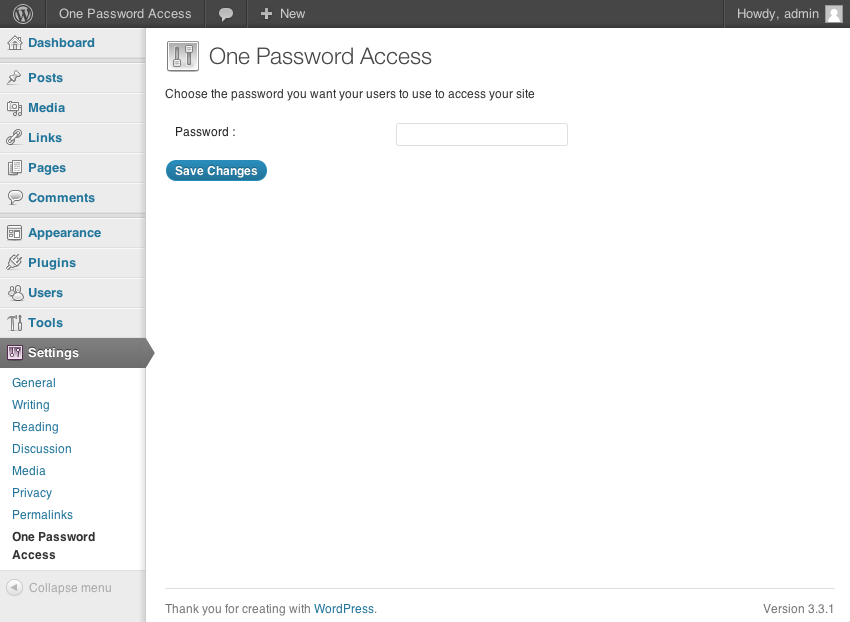 One Password Access
New
Howdy, admin
Dashboard
Posts
Media
Links
Pages
Comments
Appearance
Plugins
Users
Tools
Settings
General
Writing
Reading
Discussion
Media
Privacy
Permalinks
One Password
Access
Collapse menu
One Password Access
Choose the password you want your users to use to access your site
Password :
Save Changes
Thank you for creating with WordPress.
Version 3.3.1